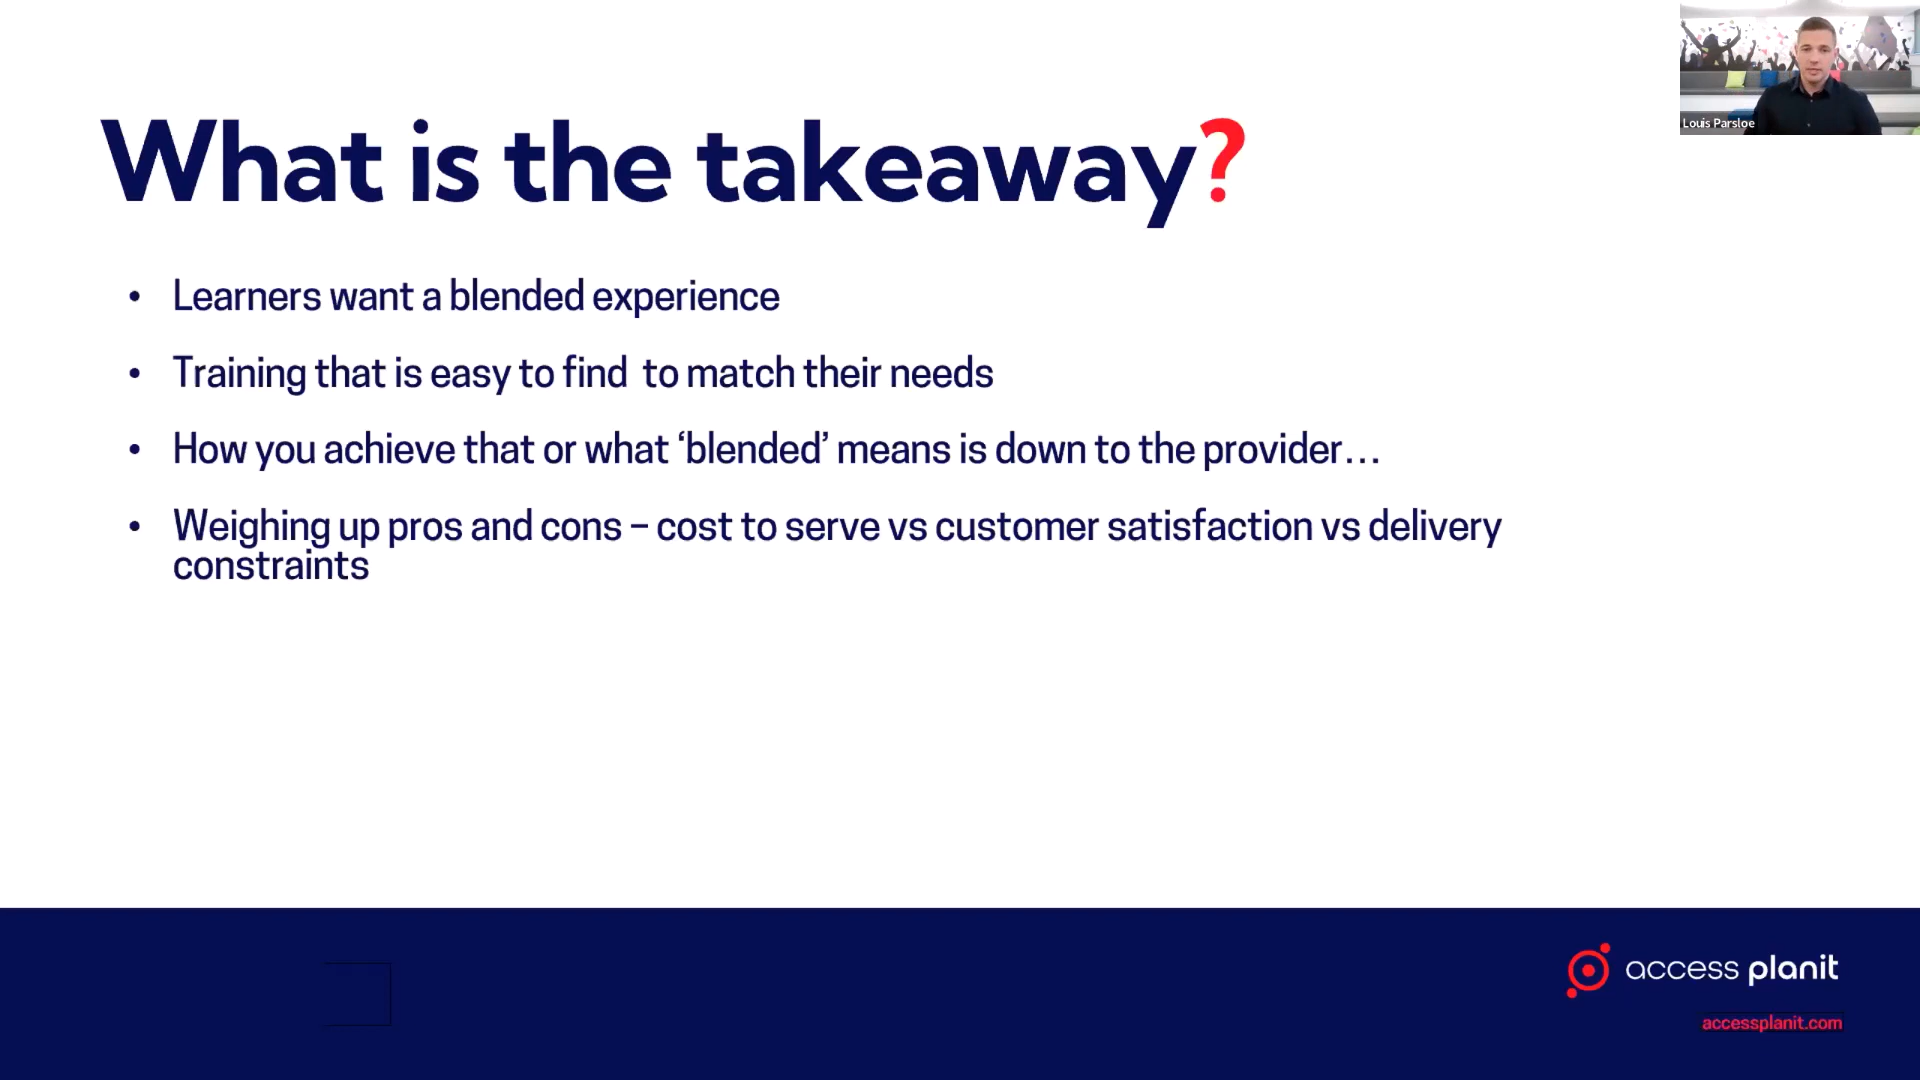 Louis Parsloe
What is the takeaway?
• Learners want a blended experience
• Training that is easy to find  to match their needs
• How you achieve that or what ‘blended’ means is down to the provider…
• Weighing up pros and cons – cost to serve vs customer satisfaction vs delivery
constraints
access planit
accessplanit.com